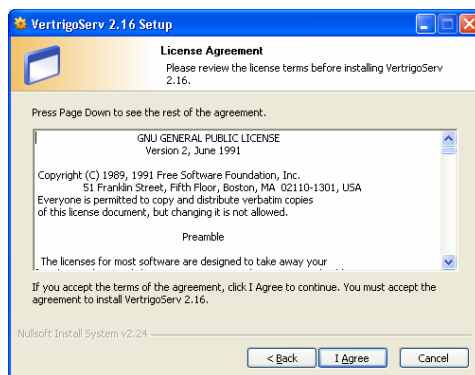 VertrigoServ 2.16 Setup
License Agreement
Please review the license terms before installing VertrigoServ
2.16.
Press Page Down to see the rest of the agreement.
GNU GENERAL PUBLIC LICENSE
Version 2, June 1991
Copyright (C) 1989, 1991 Free Software Foundation, Inc.
51 Franklin Street, Fifth Floor, Boston, MA  02110-1301, USA
Everyone is permitted to copy and distribute verbatim copies
of this license document, but changing it is not allowed.
Preamble
The licenses for most software are designed to take away your
If you accept the terms of the agreement, click I Agree to continue. You must accept the
agreement to install VertrigoServ 2.16.
Nullsoft Install System v2.24
< Back
I Agree
Cancel